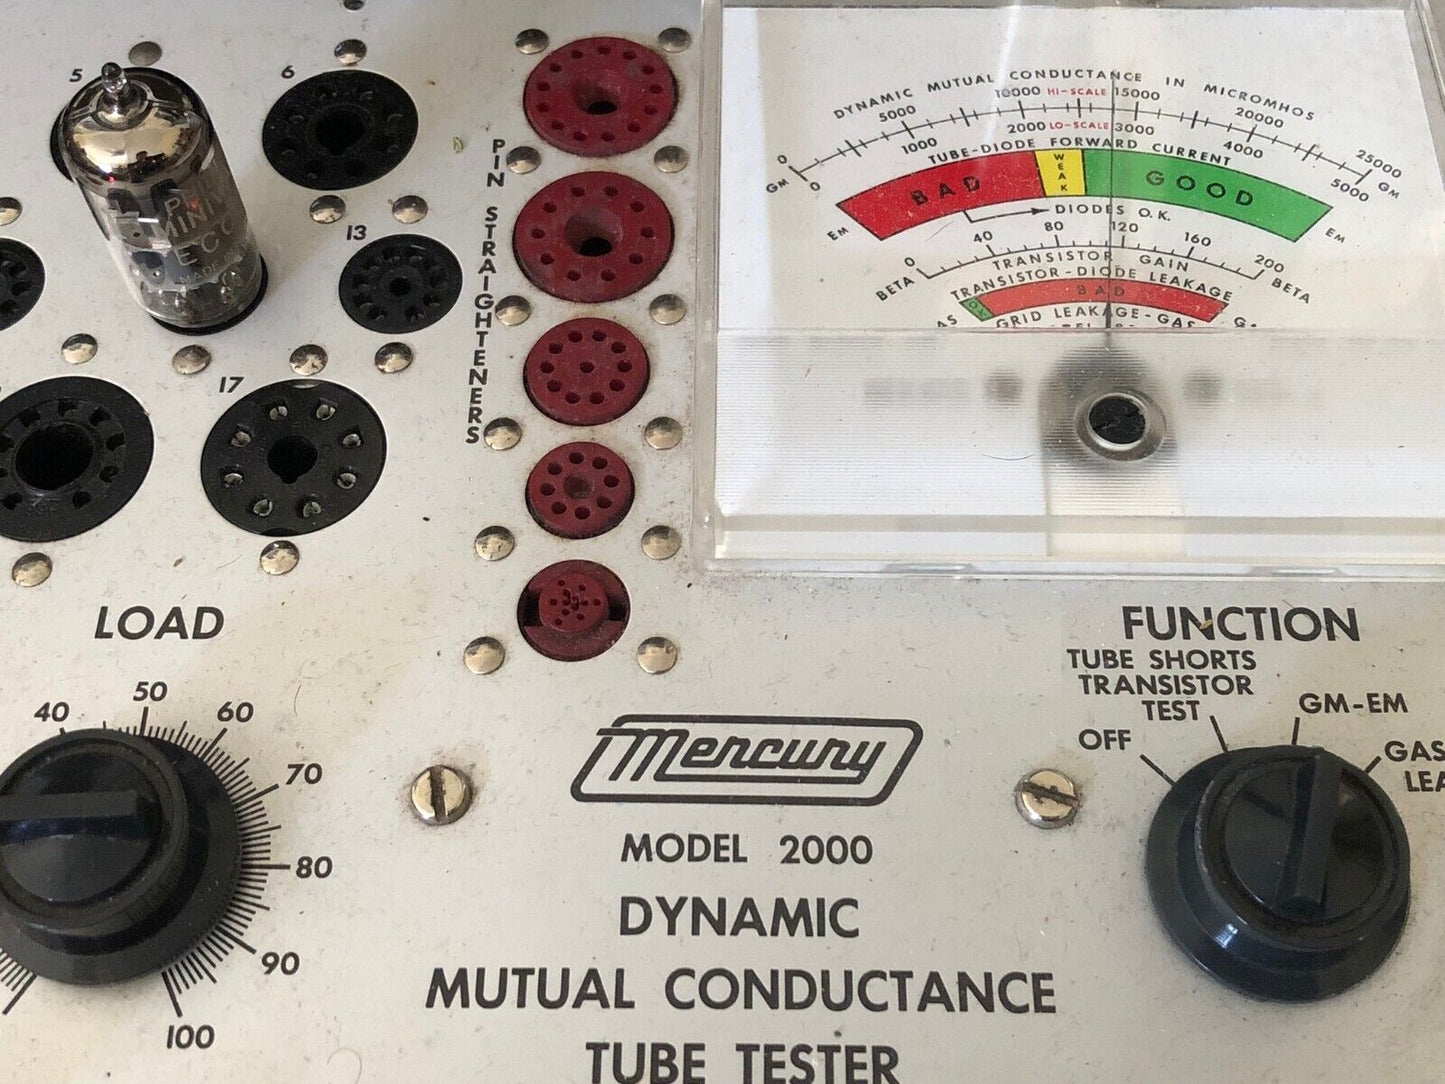 5
6
13
17
PIN STRAIGHTENERS
MINIW
ECC
MADE
DYNAMIC MUTUAL CONDUCTANCE IN MICROMHOS
0 5000 10000 HI-SCALE 15000 20000 25000
GM 0 1000 2000 LO-SCALE 3000 4000 5000 GM
TUBE-DIODE FORWARD CURRENT
BAD WEAK GOOD
EM DIODES O.K. EM
BETA 0 40 80 120 160 200 BETA
TRANSISTOR GAIN
TRANSISTOR-DIODE LEAKAGE
BAD
GRID LEAKAGE-GAS
LOAD
40 50 60 70 80 90 100
FUNCTION
TUBE SHORTS
TRANSISTOR
TEST
OFF
GM-EM
GAS
LEA
Mercury
MODEL 2000
DYNAMIC
MUTUAL CONDUCTANCE
TUBE TESTER